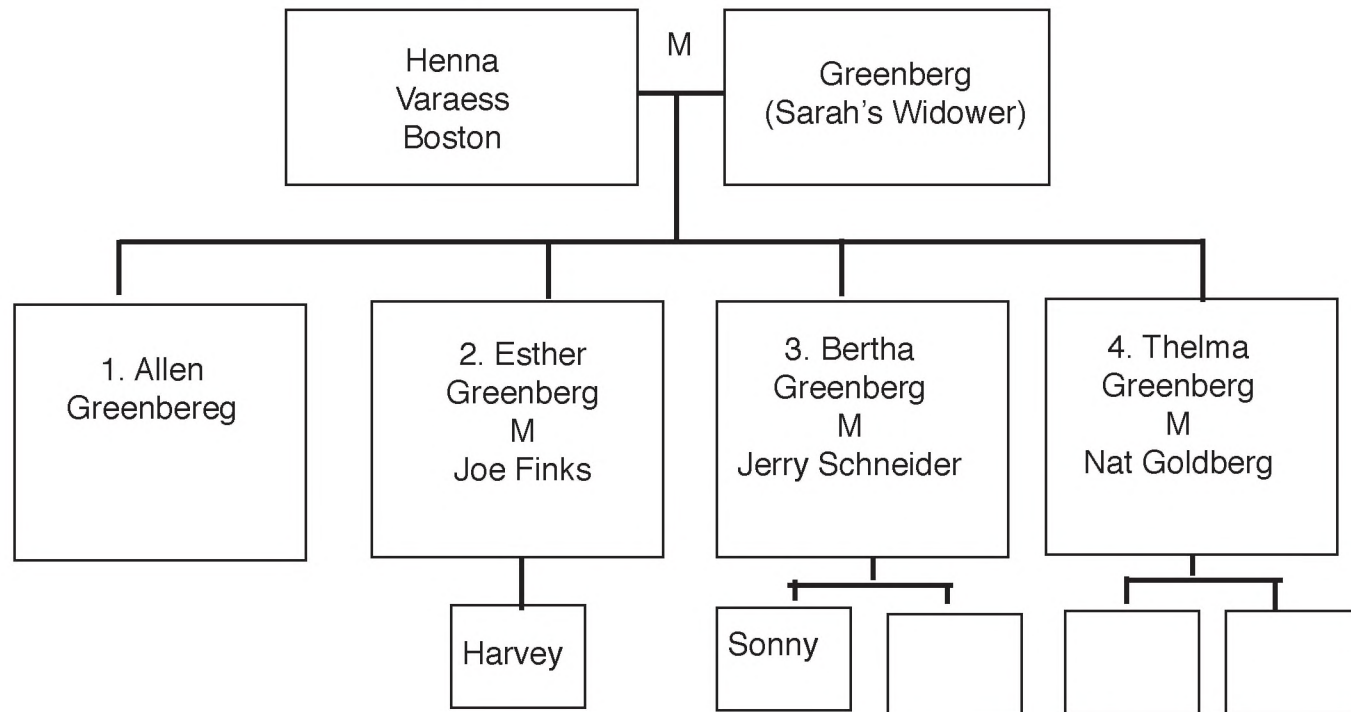 Henna
Varaess
Boston
M
Greenberg
(Sarah's Widower)
1. Allen
Greenbereg
2. Esther
Greenberg
M
Joe Finks
3. Bertha
Greenberg
M
Jerry Schneider
4. Thelma
Greenberg
M
Nat Goldberg
Harvey
Sonny